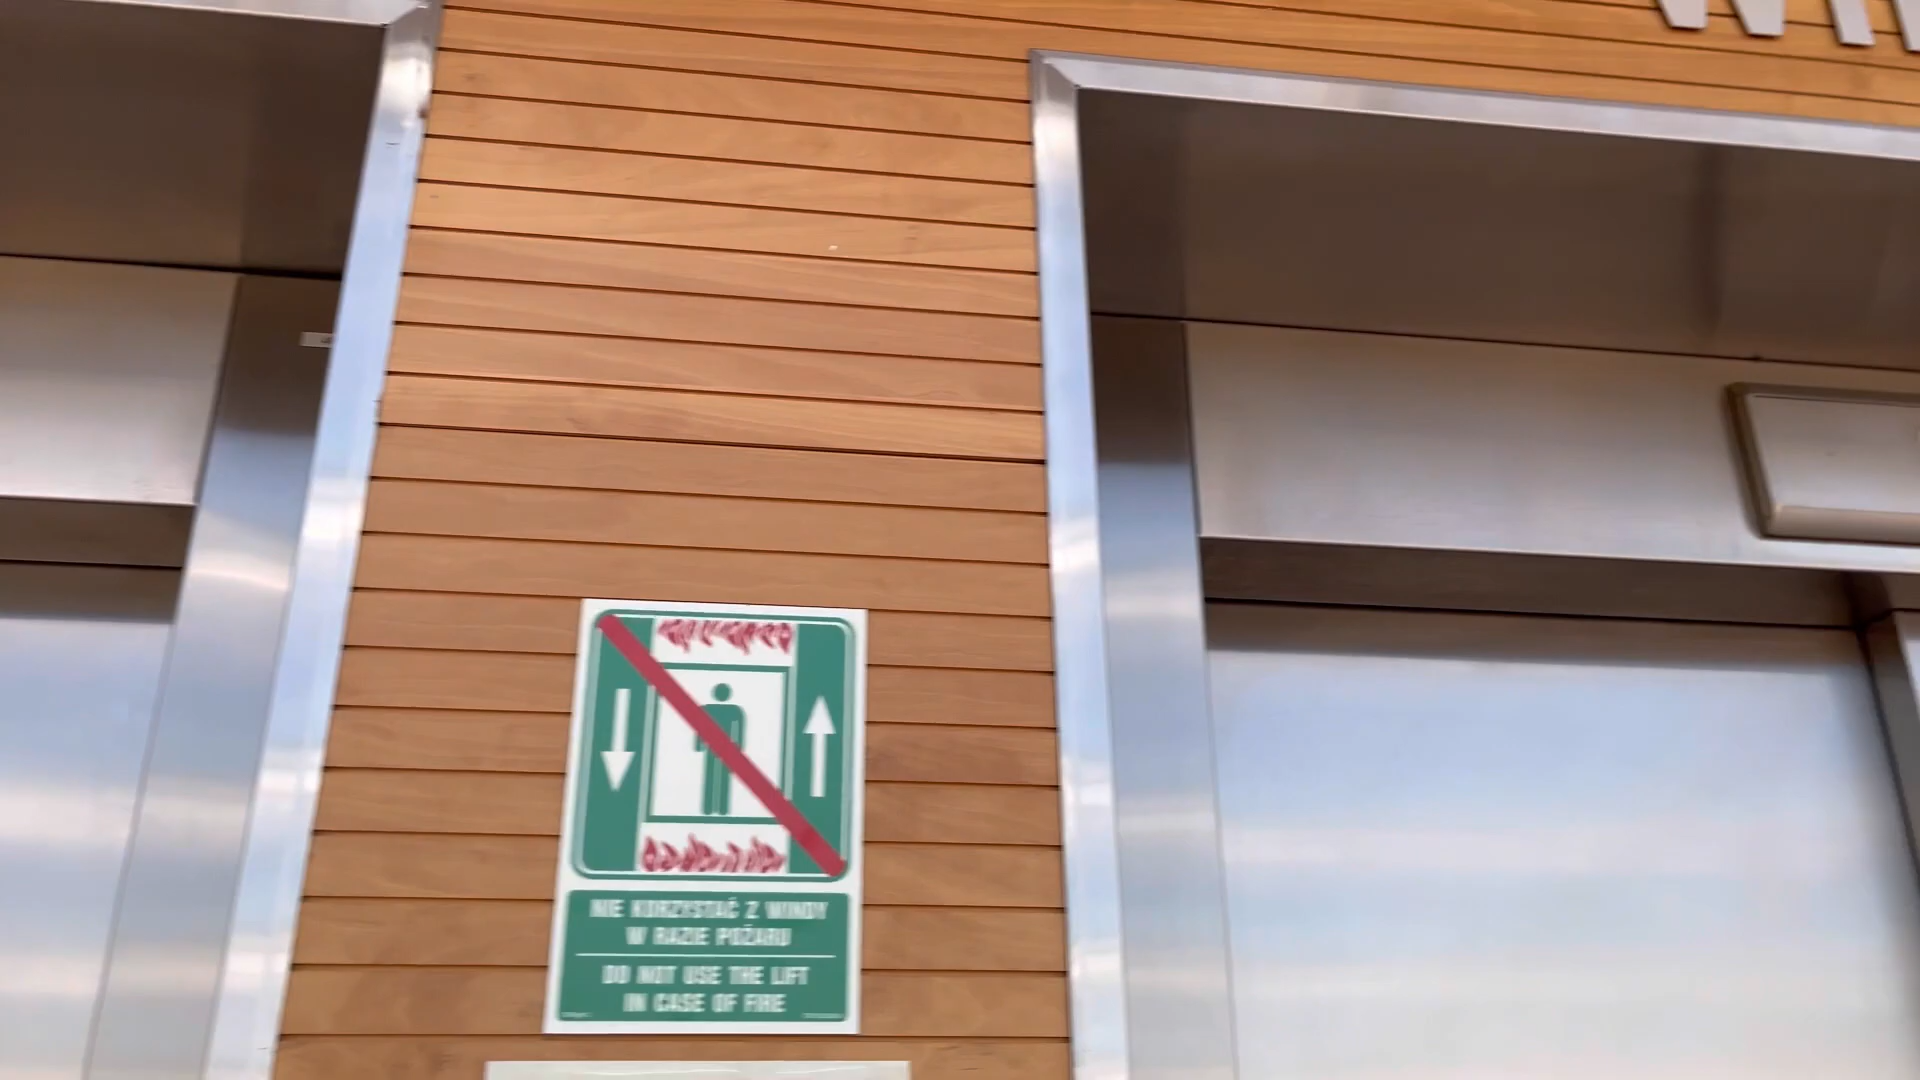 NIE KORZYSTAĆ Z WINDY
W RAZIE POŻARU
DO NOT USE THE LIFT
IN CASE OF FIRE